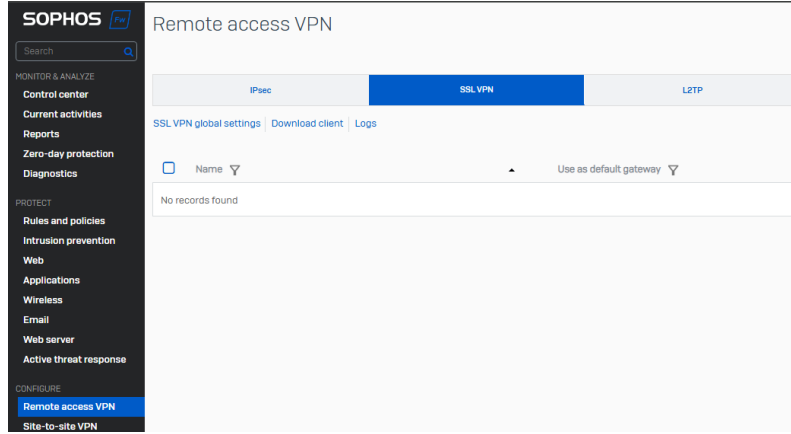 SOPHOS Fw
Remote access VPN
Search
MONITOR & ANALYZE
Control center
Current activities
Reports
Zero-day protection
Diagnostics
PROTECT
Rules and policies
Intrusion prevention
Web
Applications
Wireless
Email
Web server
Active threat response
CONFIGURE
Remote access VPN
Site-to-site VPN
IPsec SSL VPN L2TP
SSL VPN global settings Download client Logs
Name Use as default gateway
No records found